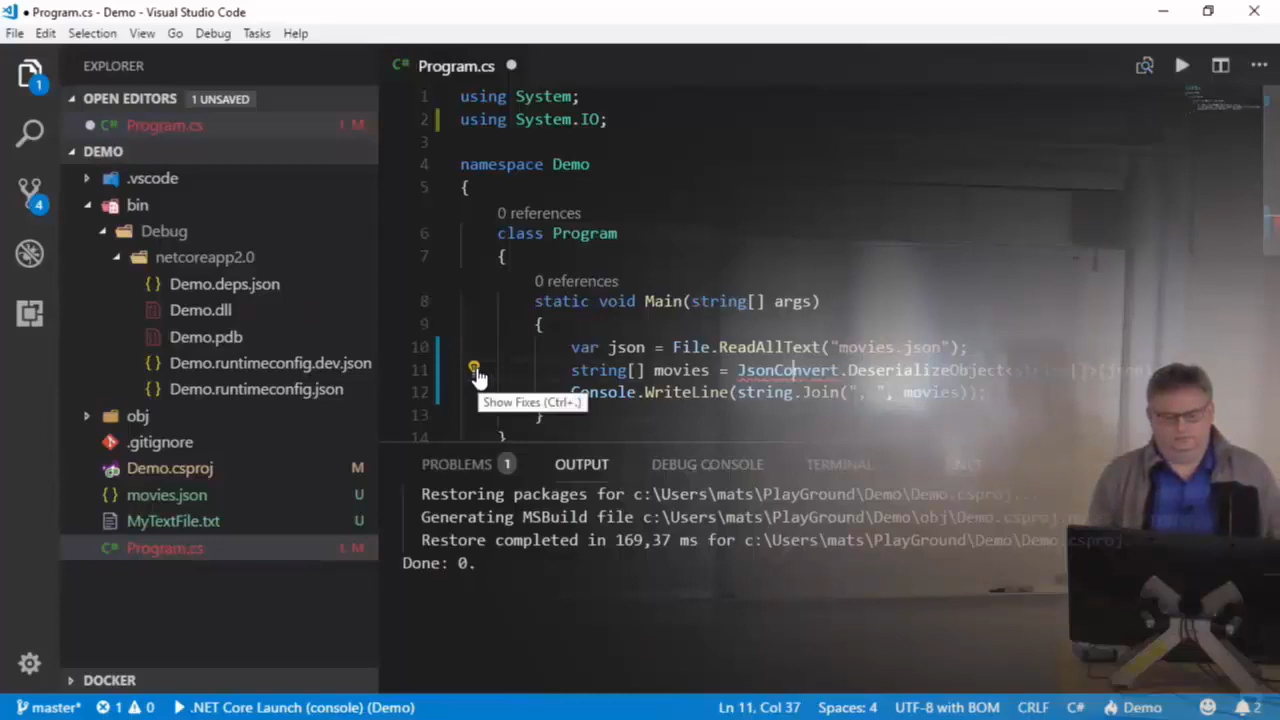 Program.cs - Demo - Visual Studio Code
File Edit Selection View Go Debug Tasks Help
EXPLORER
OPEN EDITORS 1 UNSAVED
Program.cs 1, M
DEMO
.vscode
bin
Debug
netcoreapp2.0
Demo.deps.json
Demo.dll
Demo.pdb
Demo.runtimeconfig.dev.json
Demo.runtimeconfig.json
obj
.gitignore
Demo.csproj M
movies.json U
MyTextFile.txt U
Program.cs 1, M
DOCKER
1
4
Program.cs
1 using System;
2 using System.IO;
3
4 namespace Demo
5 {
0 references
6 class Program
7 {
0 references
8 static void Main(string[] args)
9 {
10 var json = File.ReadAllText("movies.json");
11 string[] movies = JsonConvert.DeserializeObject<string[]>(json)
12 Console.WriteLine(string.Join(", ", movies));
13 }
14 }
Show Fixes (Ctrl+.)
PROBLEMS 1 OUTPUT DEBUG CONSOLE TERMINAL .NET
Restoring packages for c:\Users\mats\PlayGround\Demo\Demo.csproj...
Generating MSBuild file c:\Users\mats\PlayGround\Demo\obj\Demo.csproj
Restore completed in 169,37 ms for c:\Users\mats\PlayGround\Demo\Demo.csproj.
Done: 0.
master* 1 0 .NET Core Launch (console) (Demo) Ln 11, Col 37 Spaces: 4 UTF-8 with BOM CRLF C# Demo 2